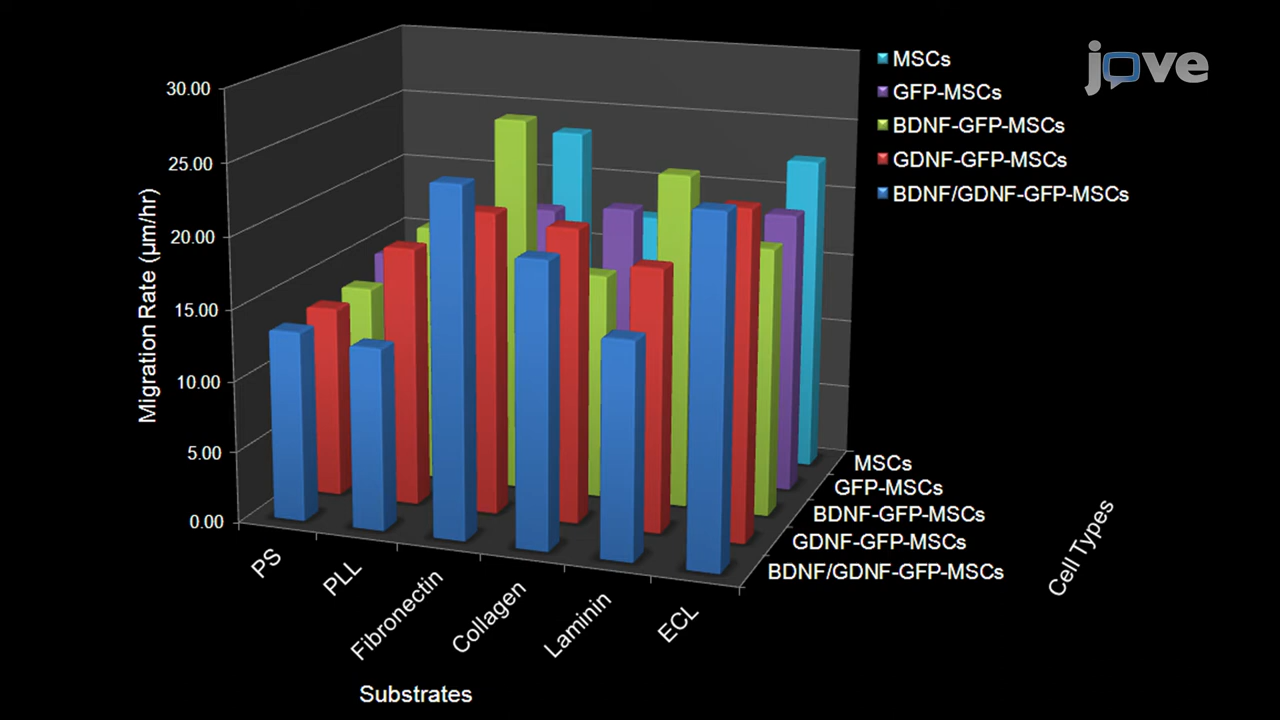 jove
MSCs
GFP-MSCs
BDNF-GFP-MSCs
GDNF-GFP-MSCs
BDNF/GDNF-GFP-MSCs
30.00
25.00
20.00
15.00
10.00
5.00
0.00
Migration Rate (μm/hr)
PS
PLL
Fibronectin
Collagen
Laminin
ECL
Substrates
MSCs
GFP-MSCs
BDNF-GFP-MSCs
GDNF-GFP-MSCs
BDNF/GDNF-GFP-MSCs
Cell Types